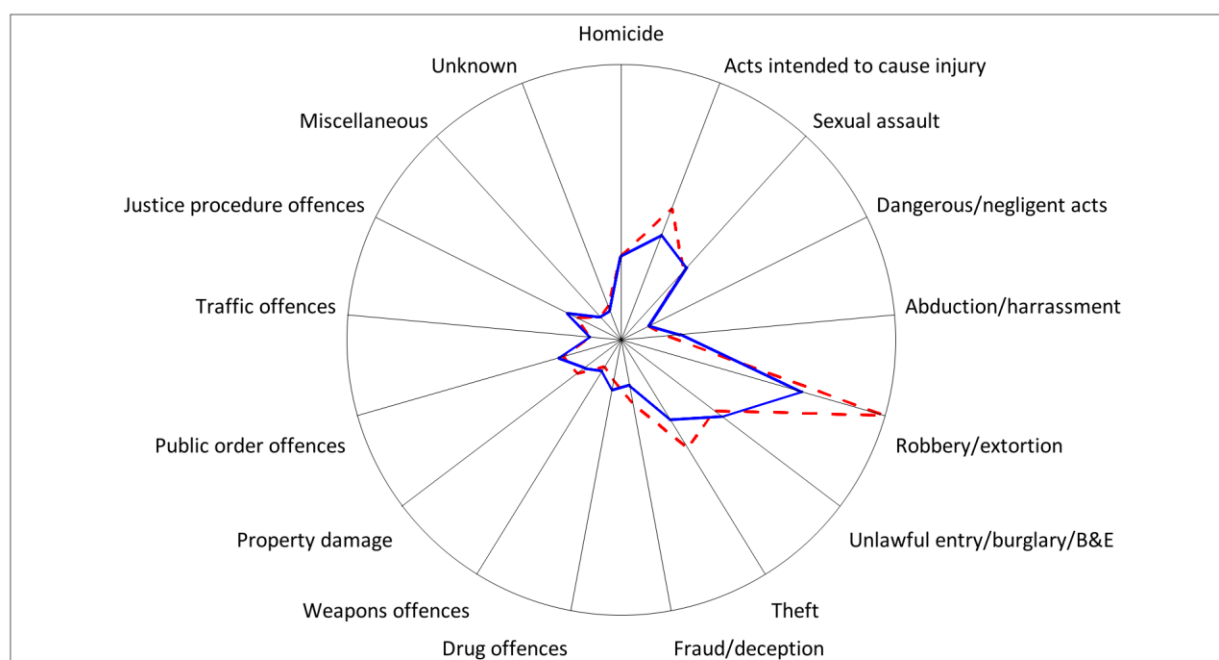 Homicide
Unknown
Acts intended to cause injury
Miscellaneous
Sexual assault
Justice procedure offences
Dangerous/negligent acts
Traffic offences
Abduction/harrassment
Public order offences
Robbery/extortion
Property damage
Unlawful entry/burglary/B&E
Weapons offences
Theft
Drug offences
Fraud/deception